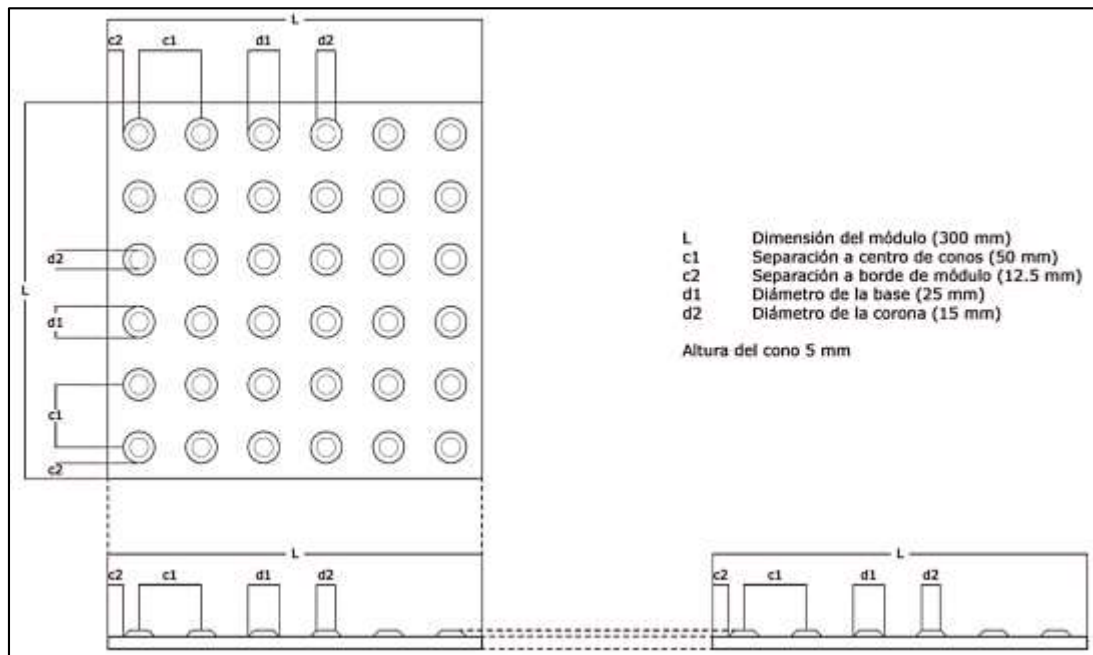 L
c2 c1 d1 d2
d2
L
d1
c1
c2
L Dimensión del módulo (300 mm)
c1 Separación a centro de conos (50 mm)
c2 Separación a borde de módulo (12.5 mm)
d1 Diámetro de la base (25 mm)
d2 Diámetro de la corona (15 mm)
Altura del cono 5 mm
L
c2 c1 d1 d2
L
c2 c1 d1 d2